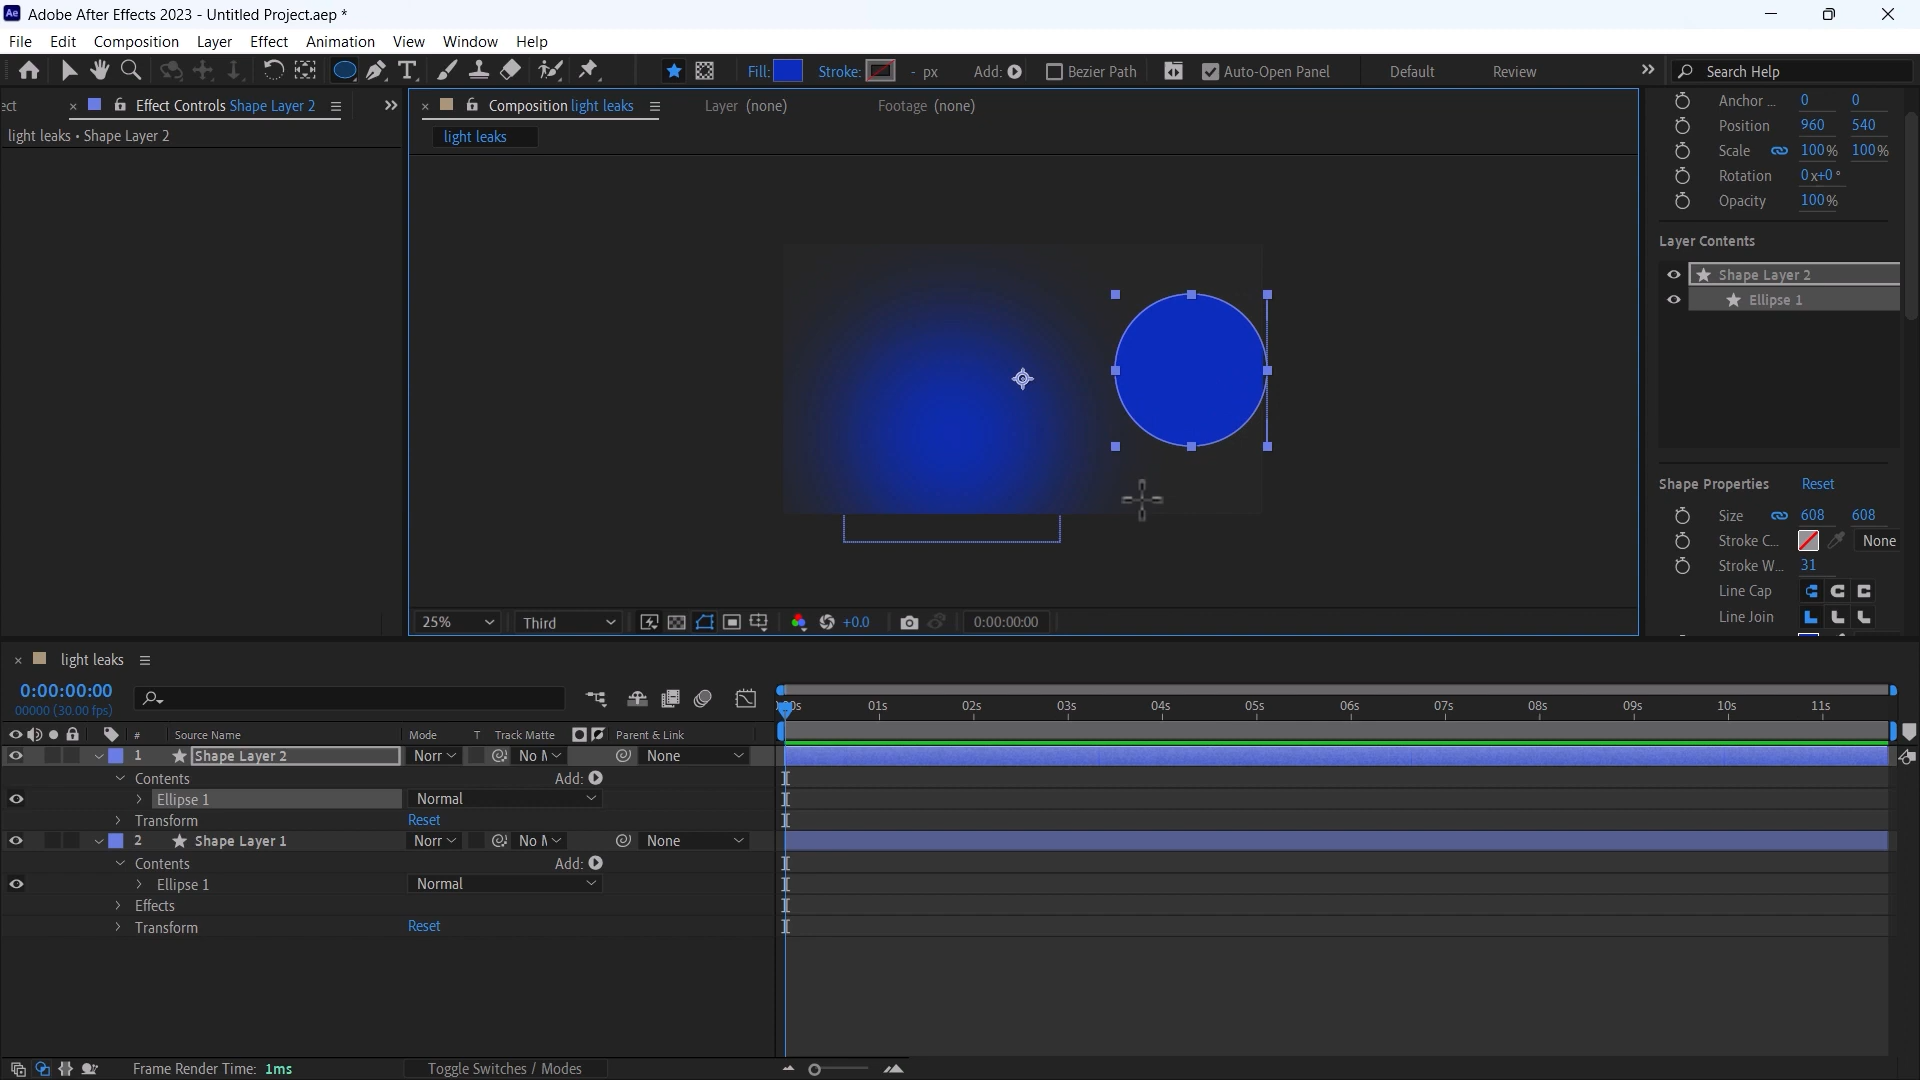 Adobe After Effects 2023 - Untitled Project.aep *
File Edit Composition Layer Effect Animation View Window Help
Fill: Stroke: - px Add: Bezier Path Auto-Open Panel Default Review Search Help
ect × Effect Controls Shape Layer 2 × Composition light leaks Layer (none) Footage (none)
light leaks • Shape Layer 2
light leaks
Anchor ... 0 0
Position 960 540
Scale 100% 100%
Rotation 0x+0°
Opacity 100%
Layer Contents
Shape Layer 2
Ellipse 1
Shape Properties Reset
Size 608 608
Stroke C... None
Stroke W... 31
Line Cap
Line Join
25% Third +0.0 0:00:00:00
× light leaks
0:00:00:00
00000 (30.00 fps)
01s 02s 03s 04s 05s 06s 07s 08s 09s 10s 11s
# Source Name Mode T Track Matte Parent & Link
1 Shape Layer 2 Norr No M None
Contents Add:
Ellipse 1 Normal
Transform Reset
2 Shape Layer 1 Norr No M None
Contents Add:
Ellipse 1 Normal
Effects
Transform Reset
Frame Render Time: 1ms Toggle Switches / Modes